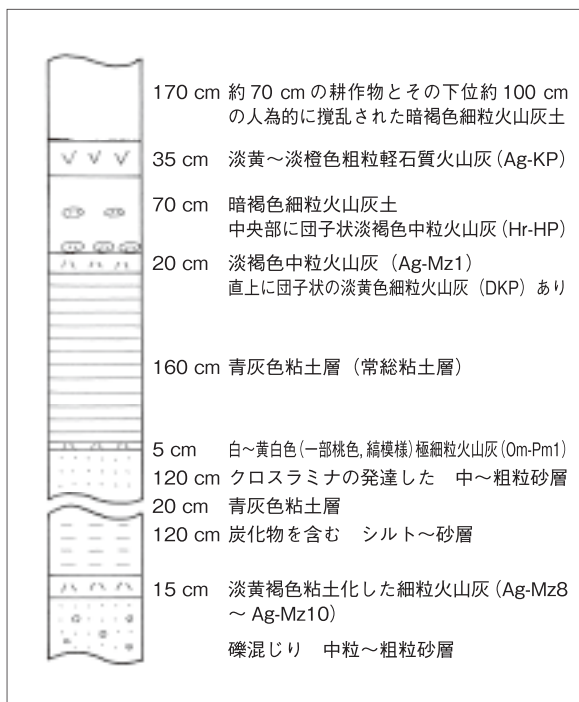 170 cm 約70 cmの耕作物とその下位約100 cm
の人為的に撹乱された暗褐色細粒火山灰土
35 cm 淡黄～淡橙色粗粒軽石質火山灰(Ag-KP)
70 cm 暗褐色細粒火山灰土
中央部に団子状淡褐色中粒火山灰(Hr-HP)
20 cm 淡褐色中粒火山灰（Ag-Mz1）
直上に団子状の淡黄色細粒火山灰（DKP）あり
160 cm 青灰色粘土層（常総粘土層）
5 cm 白～黄白色(一部桃色, 縞模様)極細粒火山灰(Om-Pm1)
120 cm クロスラミナの発達した　中～粗粒砂層
20 cm 青灰色粘土層
120 cm 炭化物を含む　シルト～砂層
15 cm 淡黄褐色粘土化した細粒火山灰(Ag-Mz8
～ Ag-Mz10)
礫混じり　中粒～粗粒砂層